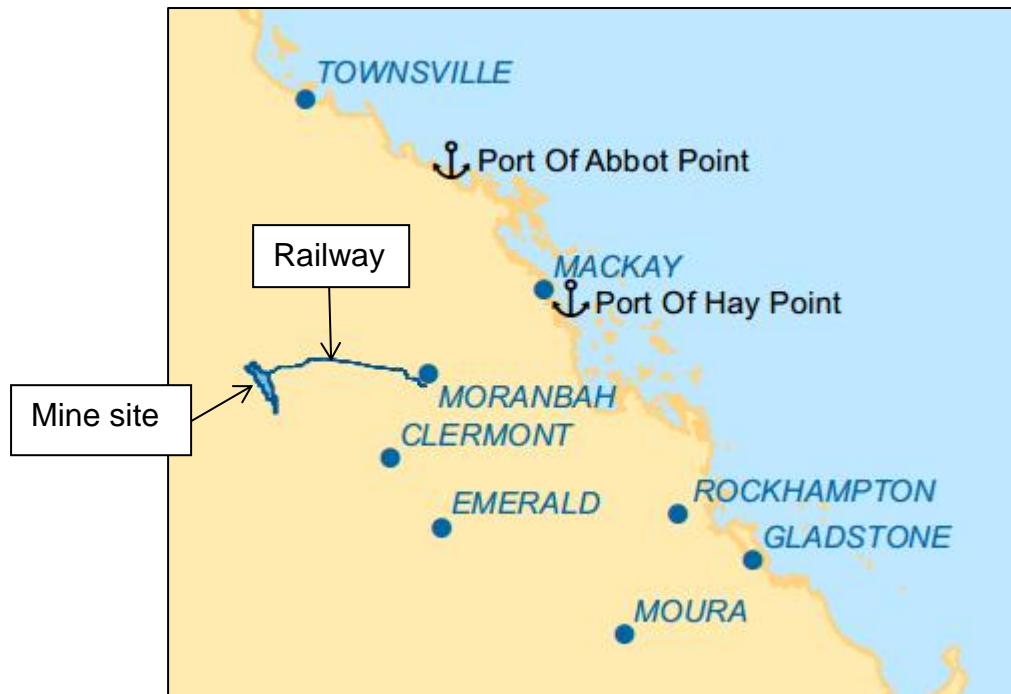 TOWNSVILLE
Port Of Abbot Point
Railway
MACKAY
Port Of Hay Point
Mine site
MORANBAH
CLERMONT
EMERALD
ROCKHAMPTON
GLADSTONE
MOURA